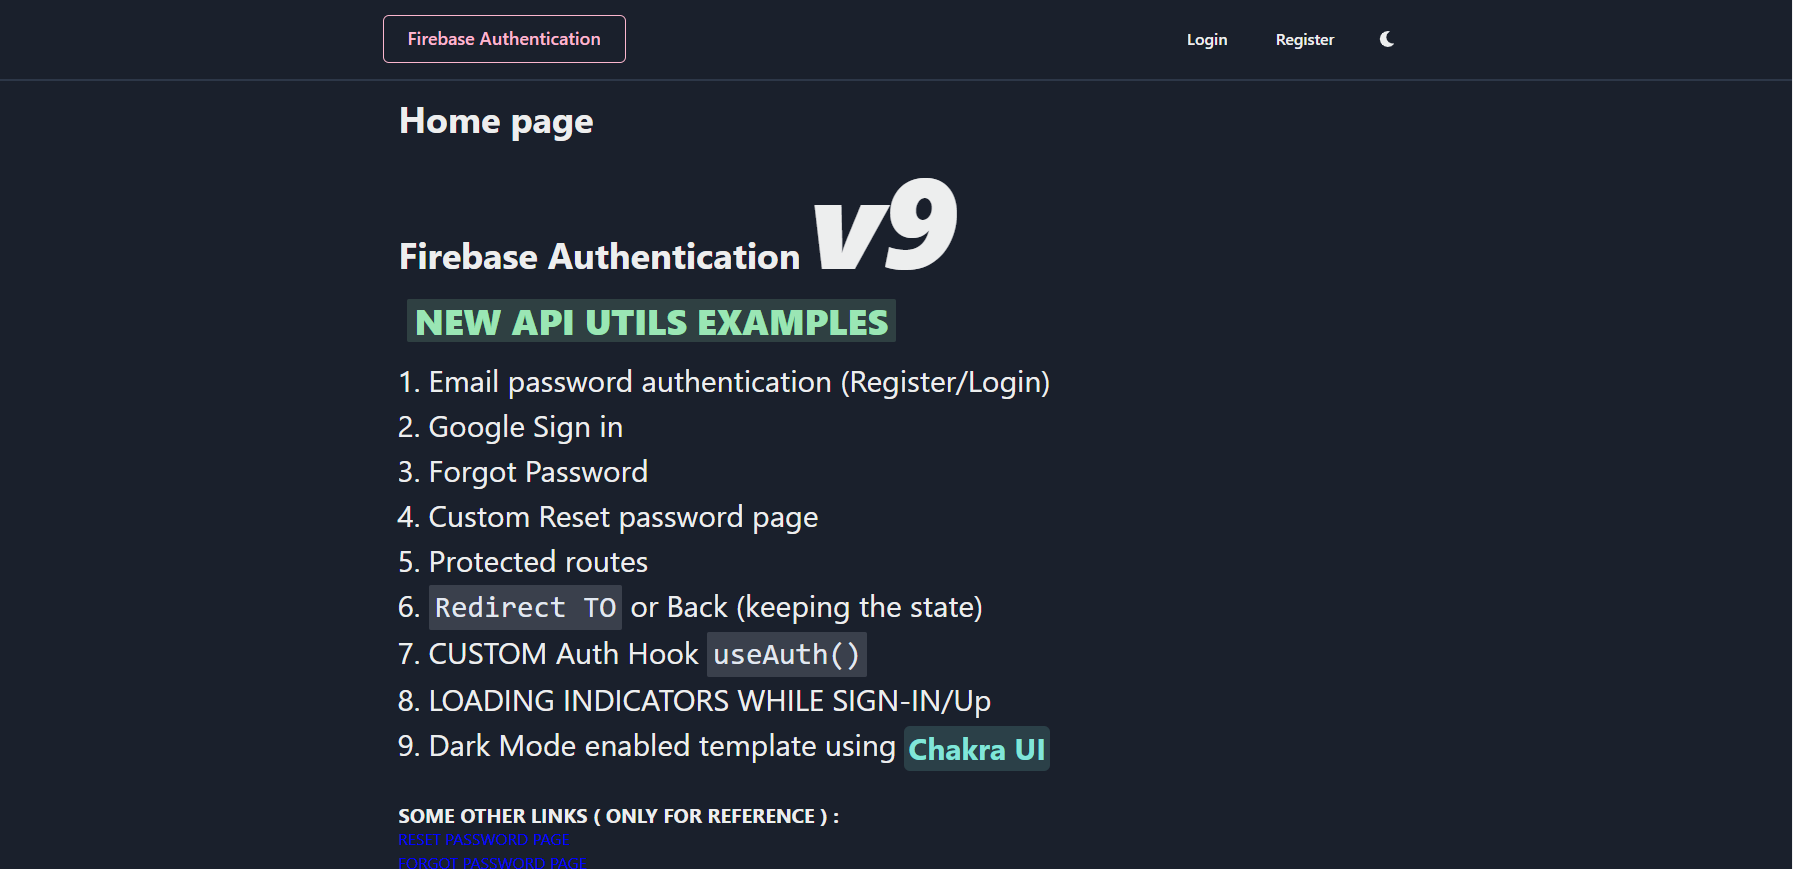 Firebase Authentication
Login
Register
Home page
Firebase Authentication v9
NEW API UTILS EXAMPLES
1. Email password authentication (Register/Login)
2. Google Sign in
3. Forgot Password
4. Custom Reset password page
5. Protected routes
6. Redirect TO or Back (keeping the state)
7. CUSTOM Auth Hook useAuth()
8. LOADING INDICATORS WHILE SIGN-IN/Up
9. Dark Mode enabled template using Chakra UI
SOME OTHER LINKS ( ONLY FOR REFERENCE ) :
RESET PASSWORD PAGE
FORGOT PASSWORD PAGE